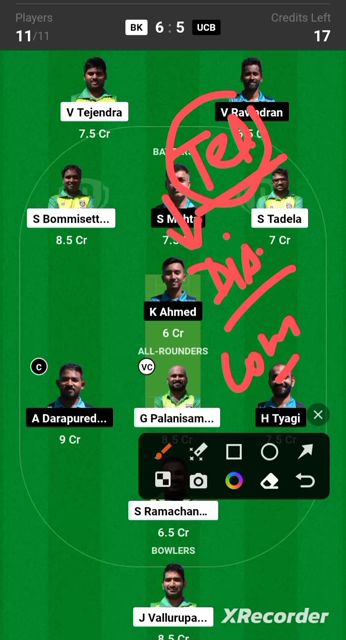 Players
Credits Left
11/11
BK 6 : 5 UCB
17
V Tejendra
V Ravindran
7.5 Cr
S Bommisett...
S Tadela
8.5 Cr
7 Cr
K Ahmed
6 Cr
ALL-ROUNDERS
C
VC
A Darapured...
G Palanisam...
H Tyagi
9 Cr
S Ramachan...
6.5 Cr
BOWLERS
J Vallurupa...
8.5 Cr
XRecorder